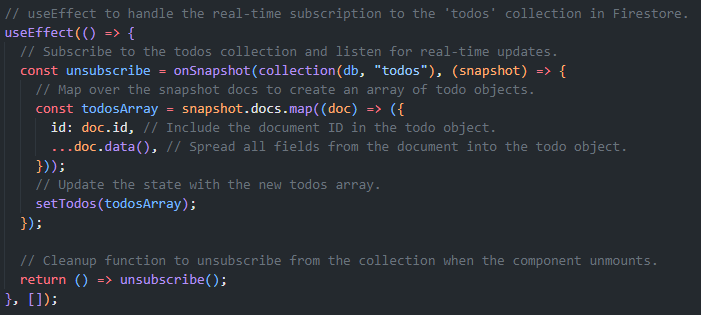 // useEffect to handle the real-time subscription to the 'todos' collection in Firestore.
useEffect(() => {
  // Subscribe to the todos collection and listen for real-time updates.
  const unsubscribe = onSnapshot(collection(db, "todos"), (snapshot) => {
    // Map over the snapshot docs to create an array of todo objects.
    const todosArray = snapshot.docs.map((doc) => ({
      id: doc.id, // Include the document ID in the todo object.
      ...doc.data(), // Spread all fields from the document into the todo object.
    }));
    // Update the state with the new todos array.
    setTodos(todosArray);
  });

  // Cleanup function to unsubscribe from the collection when the component unmounts.
  return () => unsubscribe();
}, []);